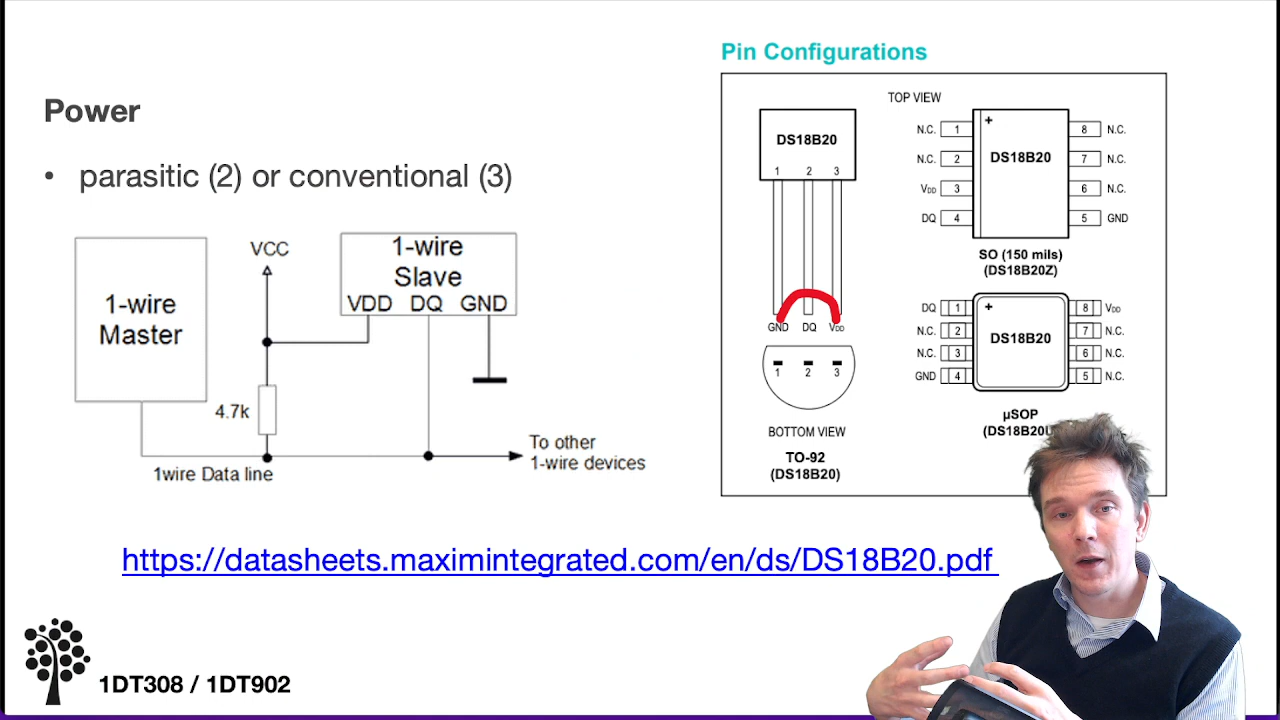 Power
• parasitic (2) or conventional (3)
1-wire
Master
VCC
4.7k
1-wire
Slave
VDD DQ GND
To other
1-wire devices
1wire Data line
Pin Configurations
TOP VIEW
DS18B20
1 2 3
GND DQ VDD
1 2 3
BOTTOM VIEW
TO-92
(DS18B20)
N.C. 1 + 8 N.C.
N.C. 2 DS18B20 7 N.C.
VDD 3 6 N.C.
DQ 4 5 GND
SO (150 mils)
(DS18B20Z)
DQ 1 + 8 VDD
N.C. 2 DS18B20 7 N.C.
N.C. 3 6 N.C.
GND 4 5 N.C.
µSOP
(DS18B20U
https://datasheets.maximintegrated.com/en/ds/DS18B20.pdf
1DT308 / 1DT902